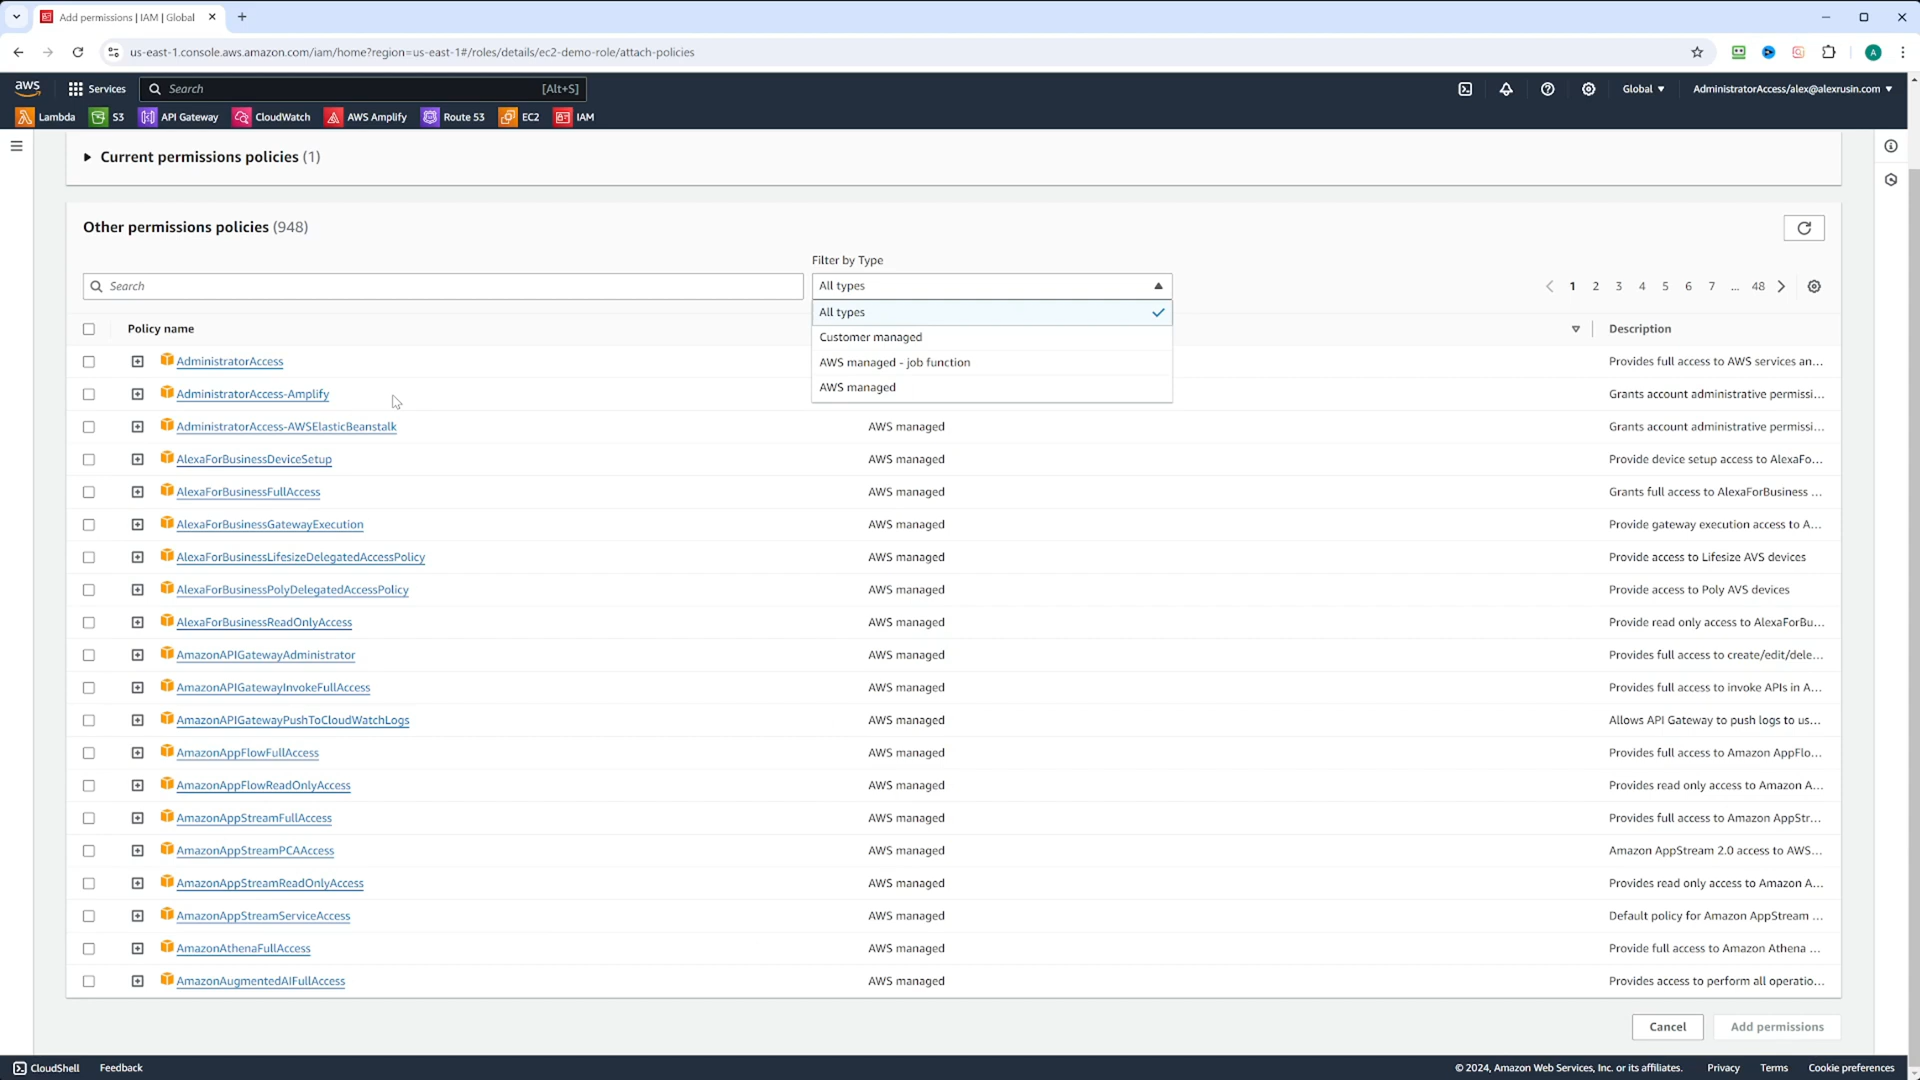 Add permissions | IAM | Global
us-east-1.console.aws.amazon.com/iam/home?region=us-east-1#/roles/details/ec2-demo-role/attach-policies
A
aws Services Search [Alt+S] Global AdministratorAccess/alex@alexrusin.com
Lambda S3 API Gateway CloudWatch AWS Amplify Route 53 EC2 IAM
Current permissions policies (1)
Other permissions policies (948)
Filter by Type
Search All types 1 2 3 4 5 6 7 ... 48
All types
Customer managed
AWS managed - job function
AWS managed
Policy name Description
AdministratorAccess Provides full access to AWS services an...
AdministratorAccess-Amplify Grants account administrative permissi...
AdministratorAccess-AWSElasticBeanstalk AWS managed Grants account administrative permissi...
AlexaForBusinessDeviceSetup AWS managed Provide device setup access to AlexaFo...
AlexaForBusinessFullAccess AWS managed Grants full access to AlexaForBusiness ...
AlexaForBusinessGatewayExecution AWS managed Provide gateway execution access to A...
AlexaForBusinessLifesizeDelegatedAccessPolicy AWS managed Provide access to Lifesize AVS devices
AlexaForBusinessPolyDelegatedAccessPolicy AWS managed Provide access to Poly AVS devices
AlexaForBusinessReadOnlyAccess AWS managed Provide read only access to AlexaForBu...
AmazonAPIGatewayAdministrator AWS managed Provides full access to create/edit/dele...
AmazonAPIGatewayInvokeFullAccess AWS managed Provides full access to invoke APIs in A...
AmazonAPIGatewayPushToCloudWatchLogs AWS managed Allows API Gateway to push logs to us...
AmazonAppFlowFullAccess AWS managed Provides full access to Amazon AppFlo...
AmazonAppFlowReadOnlyAccess AWS managed Provides read only access to Amazon A...
AmazonAppStreamFullAccess AWS managed Provides full access to Amazon AppStr...
AmazonAppStreamPCAAccess AWS managed Amazon AppStream 2.0 access to AWS...
AmazonAppStreamReadOnlyAccess AWS managed Provides read only access to Amazon A...
AmazonAppStreamServiceAccess AWS managed Default policy for Amazon AppStream ...
AmazonAthenaFullAccess AWS managed Provide full access to Amazon Athena ...
AmazonAugmentedAIFullAccess AWS managed Provides access to perform all operatio...
Cancel Add permissions
CloudShell Feedback © 2024, Amazon Web Services, Inc. or its affiliates. Privacy Terms Cookie preferences